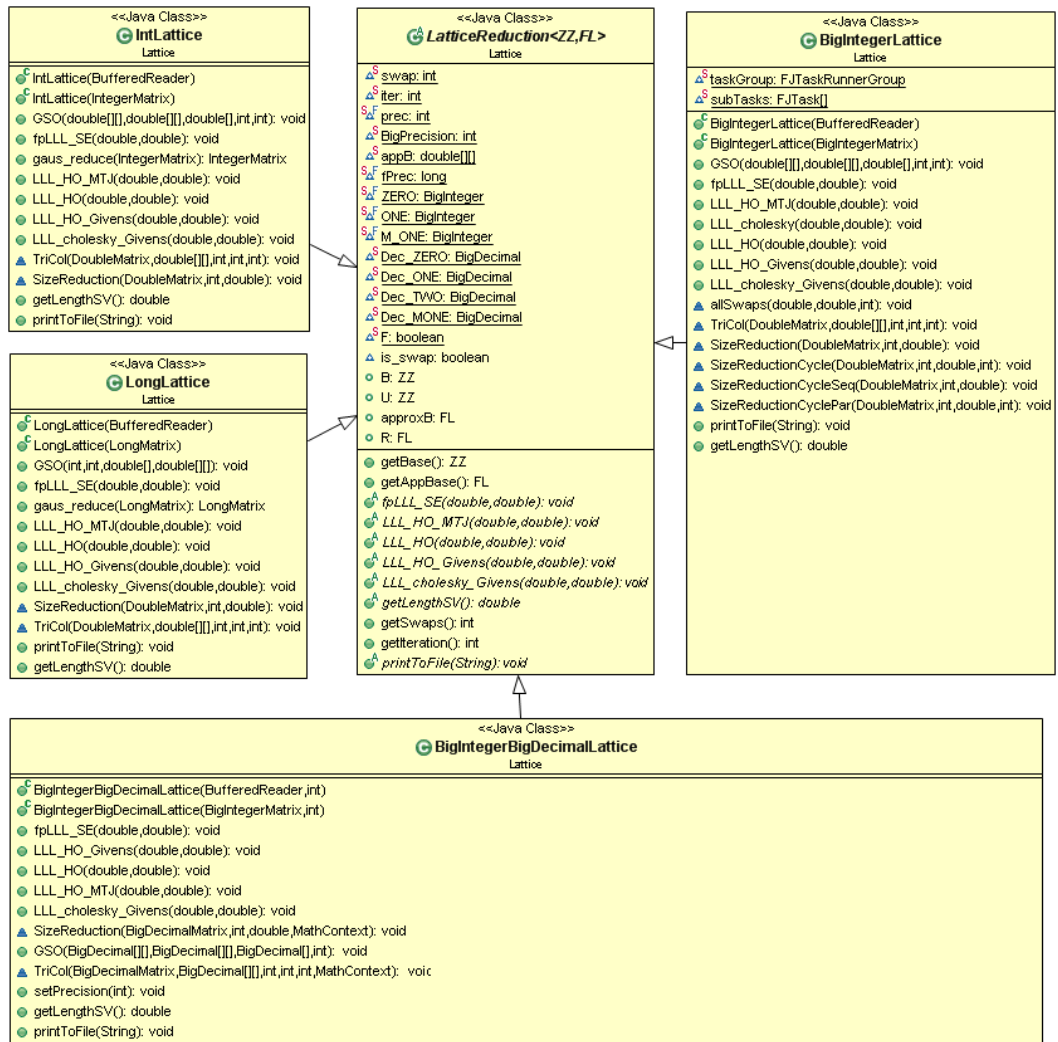 <<Java Class>>
IntLattice
Lattice
IntLattice(BufferedReader)
IntLattice(IntegerMatrix)
GSO(double[][],double[][],double[],int,int): void
fpLLL_SE(double,double): void
gaus_reduce(IntegerMatrix): IntegerMatrix
LLL_HO_MTJ(double,double): void
LLL_HO(double,double): void
LLL_HO_Givens(double,double): void
LLL_cholesky_Givens(double,double): void
TriCol(DoubleMatrix,double[][],int,int,int): void
SizeReduction(DoubleMatrix,int,double): void
getLengthSV(): double
printToFile(String): void
<<Java Class>>
LongLattice
Lattice
LongLattice(BufferedReader)
LongLattice(LongMatrix)
GSO(int,int,double[],double[][]): void
fpLLL_SE(double,double): void
gaus_reduce(LongMatrix): LongMatrix
LLL_HO_MTJ(double,double): void
LLL_HO(double,double): void
LLL_HO_Givens(double,double): void
LLL_cholesky_Givens(double,double): void
SizeReduction(DoubleMatrix,int,double): void
TriCol(DoubleMatrix,double[][],int,int,int): void
printToFile(String): void
getLengthSV(): double
<<Java Class>>
LatticeReduction<ZZ,FL>
Lattice
swap: int
iter: int
prec: int
BigPrecision: int
appB: double[][]
fPrec: long
ZERO: BigInteger
ONE: BigInteger
M_ONE: BigInteger
Dec_ZERO: BigDecimal
Dec_ONE: BigDecimal
Dec_TWO: BigDecimal
Dec_MONE: BigDecimal
F: boolean
is_swap: boolean
B: ZZ
U: ZZ
approxB: FL
R: FL
getBase(): ZZ
getAppBase(): FL
fpLLL_SE(double,double): void
LLL_HO_MTJ(double,double): void
LLL_HO(double,double): void
LLL_HO_Givens(double,double): void
LLL_cholesky_Givens(double,double): void
getLengthSV(): double
getSwaps(): int
getIteration(): int
printToFile(String): void
<<Java Class>>
BigIntegerLattice
Lattice
taskGroup: FJTaskRunnerGroup
subTasks: FJTask[]
BigIntegerLattice(BufferedReader)
BigIntegerLattice(BigIntegerMatrix)
GSO(double[][],double[][],double[],int,int): void
fpLLL_SE(double,double): void
LLL_HO_MTJ(double,double): void
LLL_cholesky(double,double): void
LLL_HO(double,double): void
LLL_HO_Givens(double,double): void
LLL_cholesky_Givens(double,double): void
allSwaps(double,double,int): void
TriCol(DoubleMatrix,double[][],int,int,int): void
SizeReduction(DoubleMatrix,int,double): void
SizeReductionCycle(DoubleMatrix,int,double,int): void
SizeReductionCycleSeq(DoubleMatrix,int,double): void
SizeReductionCyclePar(DoubleMatrix,int,double,int): void
printToFile(String): void
getLengthSV(): double
<<Java Class>>
BigIntegerBigDecimalLattice
Lattice
BigIntegerBigDecimalLattice(BufferedReader,int)
BigIntegerBigDecimalLattice(BigIntegerMatrix,int)
fpLLL_SE(double,double): void
LLL_HO_Givens(double,double): void
LLL_HO(double,double): void
LLL_HO_MTJ(double,double): void
LLL_cholesky_Givens(double,double): void
SizeReduction(BigDecimalMatrix,int,double,MathContext): void
GSO(BigDecimal[][],BigDecimal[][],BigDecimal[],int): void
TriCol(BigDecimalMatrix,BigDecimal[][],int,int,int,MathContext): void
setPrecision(int): void
getLengthSV(): double
printToFile(String): void